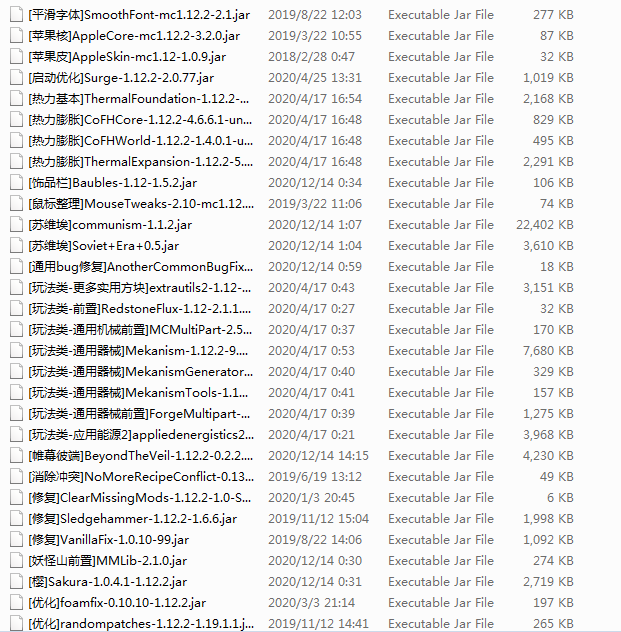 [平滑字体]SmoothFont-mc1.12.2-2.1.jar 2019/8/22 12:03 Executable Jar File 277 KB
[苹果核]AppleCore-mc1.12.2-3.2.0.jar 2019/3/22 10:55 Executable Jar File 87 KB
[苹果皮]AppleSkin-mc1.12-1.0.9.jar 2018/2/28 0:47 Executable Jar File 32 KB
[启动优化]Surge-1.12.2-2.0.77.jar 2020/4/25 13:31 Executable Jar File 1,019 KB
[热力基本]ThermalFoundation-1.12.2-... 2020/4/17 16:54 Executable Jar File 2,168 KB
[热力膨胀]CoFHCore-1.12.2-4.6.6.1-un... 2020/4/17 16:48 Executable Jar File 829 KB
[热力膨胀]CoFHWorld-1.12.2-1.4.0.1-u... 2020/4/17 16:48 Executable Jar File 495 KB
[热力膨胀]ThermalExpansion-1.12.2-5.... 2020/4/17 16:48 Executable Jar File 2,291 KB
[饰品栏]Baubles-1.12-1.5.2.jar 2020/12/14 0:34 Executable Jar File 106 KB
[鼠标整理]MouseTweaks-2.10-mc1.12.... 2019/3/22 11:06 Executable Jar File 74 KB
[苏维埃]communism-1.1.2.jar 2020/12/14 1:07 Executable Jar File 22,402 KB
[苏维埃]Soviet+Era+0.5.jar 2020/12/14 1:04 Executable Jar File 3,610 KB
[通用bug修复]AnotherCommonBugFix... 2020/12/14 0:59 Executable Jar File 18 KB
[玩法类-更多实用方块]extrautils2-1.12-... 2020/4/17 0:43 Executable Jar File 3,151 KB
[玩法类-前置]RedstoneFlux-1.12-2.1.1.... 2020/4/17 0:27 Executable Jar File 32 KB
[玩法类-通用机械前置]MCMultiPart-2.5... 2020/4/17 0:37 Executable Jar File 170 KB
[玩法类-通用器械]Mekanism-1.12.2-9.... 2020/4/17 0:53 Executable Jar File 7,680 KB
[玩法类-通用器械]MekanismGenerator... 2020/4/17 0:40 Executable Jar File 329 KB
[玩法类-通用器械]MekanismTools-1.1... 2020/4/17 0:41 Executable Jar File 157 KB
[玩法类-通用器械前置]ForgeMultipart-... 2020/4/17 0:39 Executable Jar File 1,275 KB
[玩法类-应用能源2]appliedenergistics2... 2020/4/17 0:21 Executable Jar File 3,968 KB
[帷幕彼端]BeyondTheVeil-1.12.2-0.2.2.... 2020/12/14 14:15 Executable Jar File 4,230 KB
[消除冲突]NoMoreRecipeConflict-0.13... 2019/6/19 13:12 Executable Jar File 49 KB
[修复]ClearMissingMods-1.12.2-1.0-S... 2020/1/3 20:45 Executable Jar File 6 KB
[修复]Sledgehammer-1.12.2-1.6.6.jar 2019/11/12 15:04 Executable Jar File 1,998 KB
[修复]VanillaFix-1.0.10-99.jar 2019/8/22 14:06 Executable Jar File 1,092 KB
[妖怪山前置]MMLib-2.1.0.jar 2020/12/14 0:30 Executable Jar File 274 KB
[樱]Sakura-1.0.4.1-1.12.2.jar 2020/12/14 0:31 Executable Jar File 2,719 KB
[优化]foamfix-0.10.10-1.12.2.jar 2020/3/3 21:14 Executable Jar File 197 KB
[优化]randompatches-1.12.2-1.19.1.1.j... 2019/11/12 14:41 Executable Jar File 265 KB